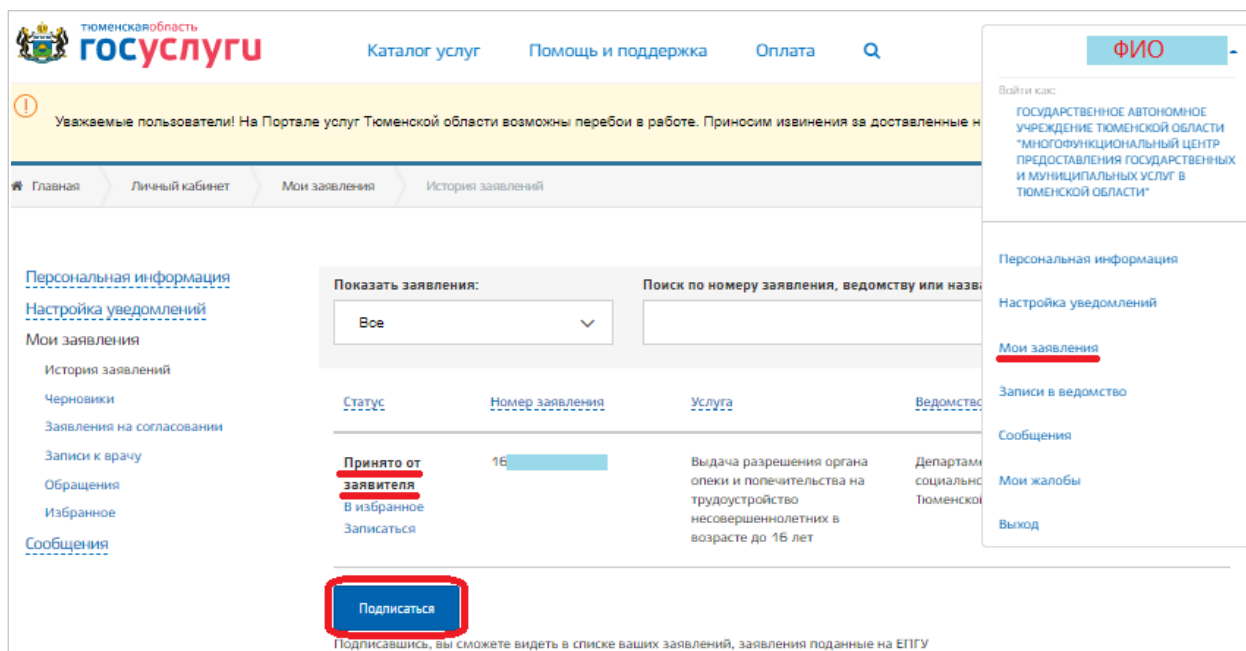 тюменскаяобласть
госуслуги
Каталог услуг
Помощь и поддержка
Оплата
Уважаемые пользователи! На Портале услуг Тюменской области возможны перебои в работе. Приносим извинения за доставленные
Главная
Личный кабинет
Мои заявления
История заявлений
ФИО
Войти как:
ГОСУДАРСТВЕННОЕ АВТОНОМНОЕ
УЧРЕЖДЕНИЕ ТЮМЕНСКОЙ ОБЛАСТИ
"МНОГОФУНКЦИОНАЛЬНЫЙ ЦЕНТР
ПРЕДОСТАВЛЕНИЯ ГОСУДАРСТВЕННЫХ
И МУНИЦИПАЛЬНЫХ УСЛУГ В
ТЮМЕНСКОЙ ОБЛАСТИ"
Персональная информация
Настройка уведомлений
Мои заявления
Записи в ведомство
Сообщения
Мои жалобы
Выход
Персональная информация
Настройка уведомлений
Мои заявления
История заявлений
Черновики
Заявления на согласовании
Записи к врачу
Обращения
Избранное
Сообщения
Показать заявления:
Все
Поиск по номеру заявления, ведомству или назва
Статус
Номер заявления
Услуга
Ведомство
Принято от
заявителя
В избранное
Записаться
16
Выдача разрешения органа
опеки и попечительства на
трудоустройство
несовершеннолетних в
возрасте до 16 лет
Департам
социально
Тюменской
Подписаться
Подписавшись, вы сможете видеть в списке ваших заявлений, заявления поданные на ЕПГУ